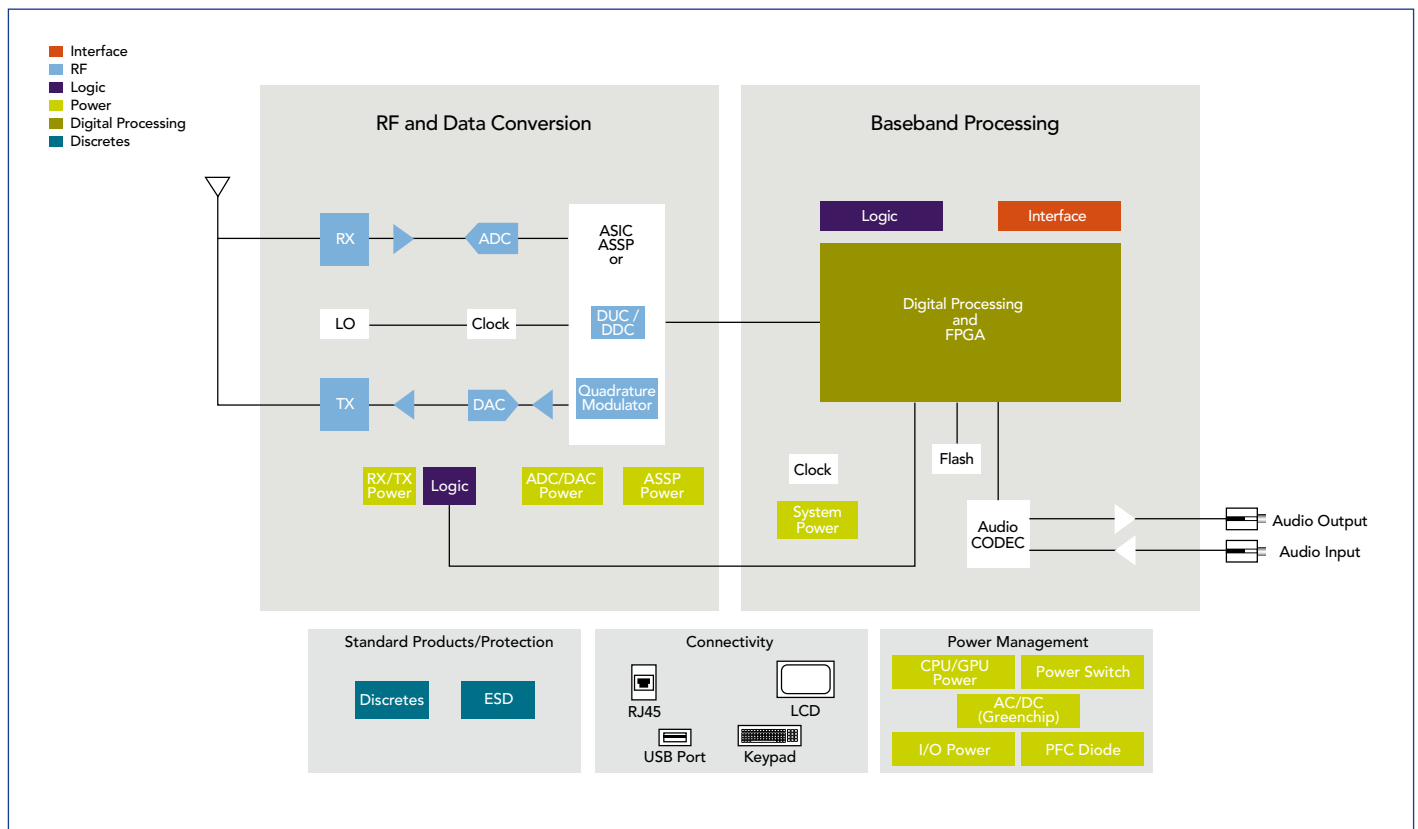 Interface
RF
Logic
Power
Digital Processing
Discretes
RF and Data Conversion
RX
ADC
ASIC
ASSP
or
LO
Clock
DUC /
DDC
TX
DAC
Quadrature
Modulator
RX/TX
Power
Logic
ADC/DAC
Power
ASSP
Power
Baseband Processing
Logic
Interface
Digital Processing
and
FPGA
Clock
Flash
System
Power
Audio
CODEC
Audio Output
Audio Input
Standard Products/Protection
Discretes
ESD
Connectivity
RJ45
LCD
USB Port
Keypad
Power Management
CPU/GPU
Power
Power Switch
AC/DC
(Greenchip)
I/O Power
PFC Diode